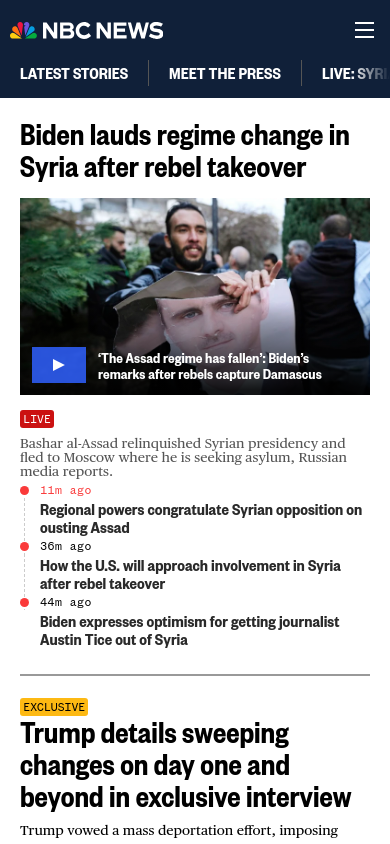 NBC NEWS
LATEST STORIES
MEET THE PRESS
LIVE: SYRI
Biden lauds regime change in
Syria after rebel takeover
‘The Assad regime has fallen’: Biden’s
remarks after rebels capture Damascus
LIVE
Bashar al-Assad relinquished Syrian presidency and
fled to Moscow where he is seeking asylum, Russian
media reports.
11m ago
Regional powers congratulate Syrian opposition on
ousting Assad
36m ago
How the U.S. will approach involvement in Syria
after rebel takeover
44m ago
Biden expresses optimism for getting journalist
Austin Tice out of Syria
EXCLUSIVE
Trump details sweeping
changes on day one and
beyond in exclusive interview
Trump vowed a mass deportation effort, imposing